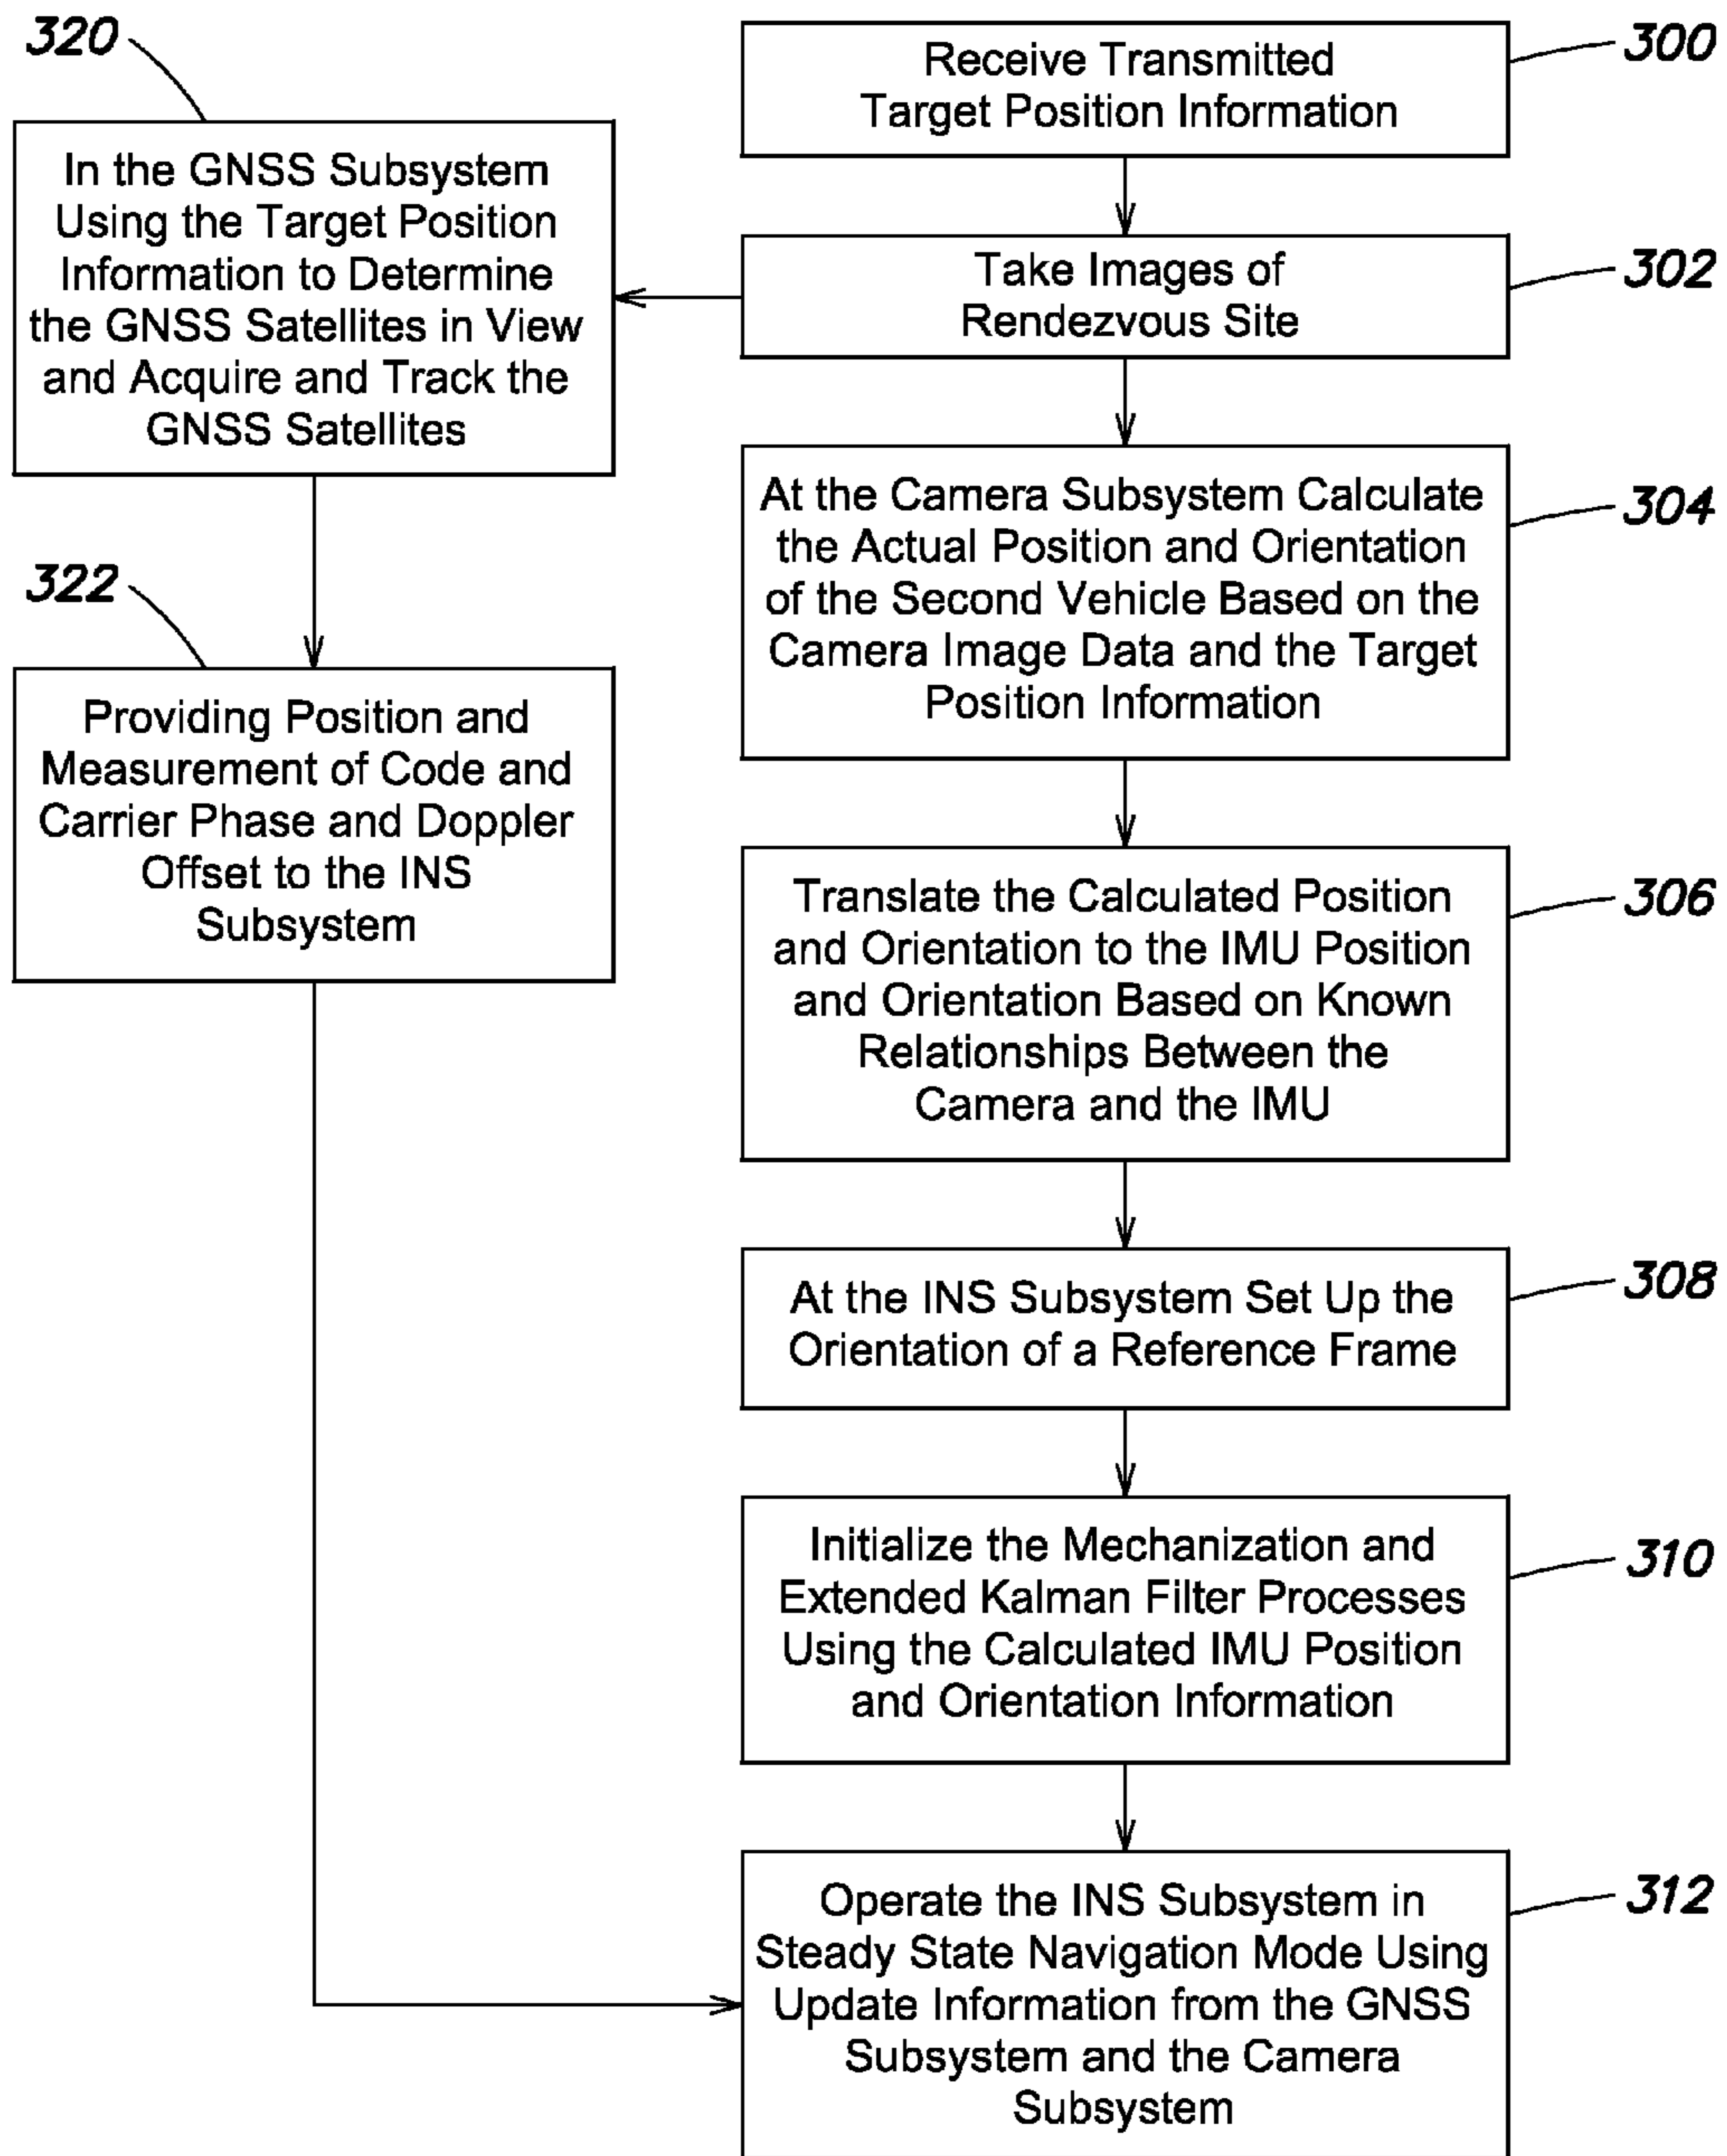 300
Receive Transmitted
Target Position Information
302
Take Images of
Rendezvous Site
304
At the Camera Subsystem Calculate
the Actual Position and Orientation
of the Second Vehicle Based on the
Camera Image Data and the Target
Position Information
306
Translate the Calculated Position
and Orientation to the IMU Position
and Orientation Based on Known
Relationships Between the
Camera and the IMU
308
At the INS Subsystem Set Up the
Orientation of a Reference Frame
310
Initialize the Mechanization and
Extended Kalman Filter Processes
Using the Calculated IMU Position
and Orientation Information
320
In the GNSS Subsystem
Using the Target Position
Information to Determine
the GNSS Satellites in View
and Acquire and Track the
GNSS Satellites
322
Providing Position and
Measurement of Code and
Carrier Phase and Doppler
Offset to the INS
Subsystem
312
Operate the INS Subsystem in
Steady State Navigation Mode Using
Update Information from the GNSS
Subsystem and the Camera
Subsystem